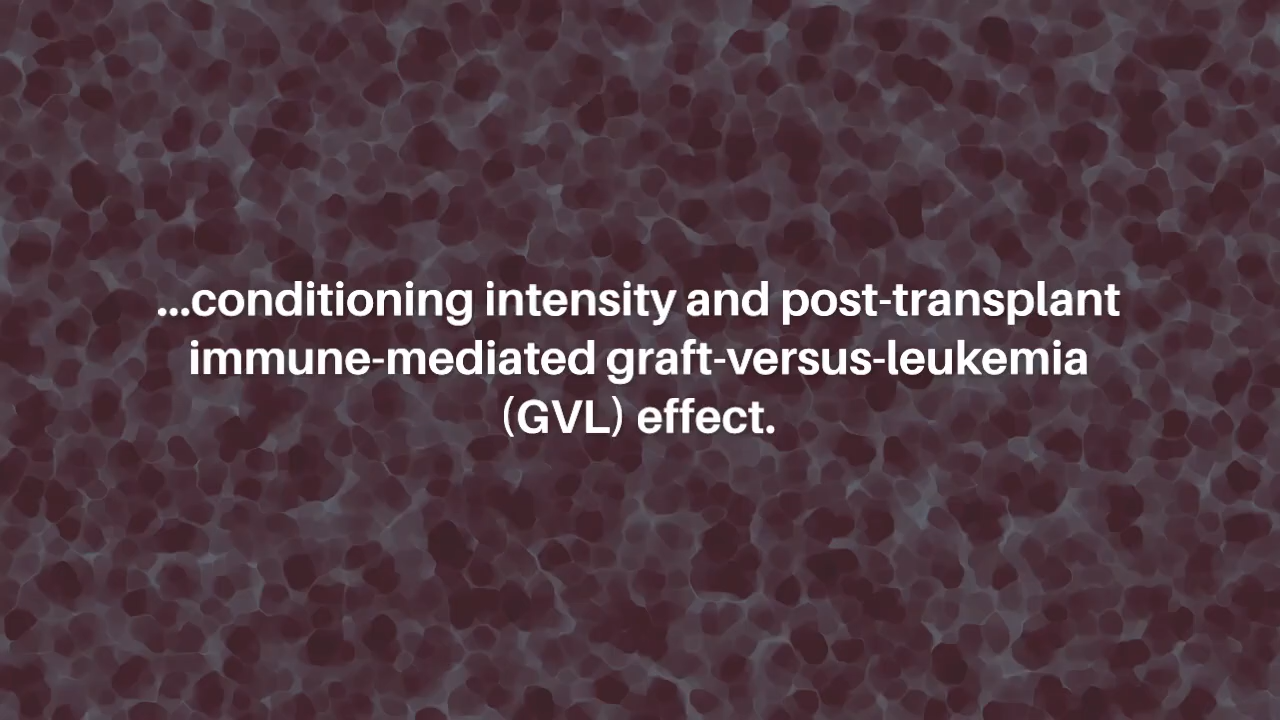 ...conditioning intensity and post-transplant
immune-mediated graft-versus-leukemia
(GVL) effect.